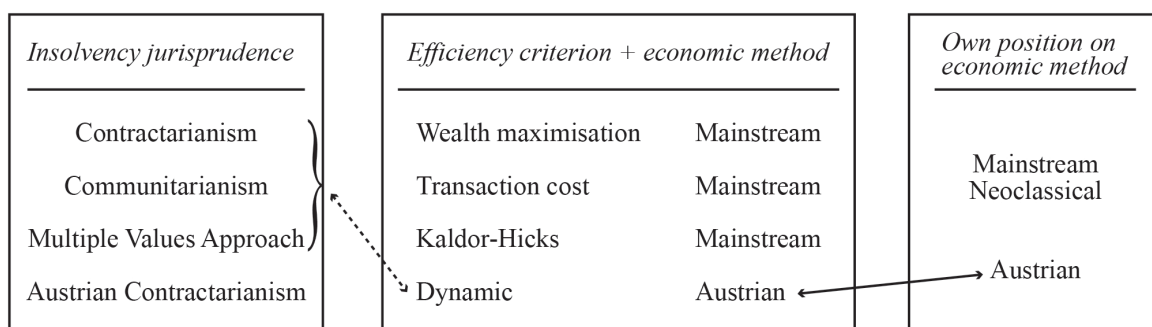 Insolvency jurisprudence
Contractarianism
Communitarianism
Multiple Values Approach
Austrian Contractarianism
Efficiency criterion + economic method
Wealth maximisation Mainstream
Transaction cost Mainstream
Kaldor-Hicks Mainstream
Dynamic Austrian
Own position on
economic method
Mainstream
Neoclassical
Austrian